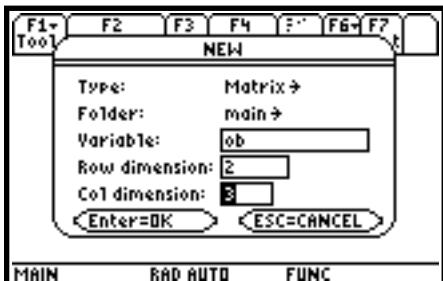 F1 F2 F3 F4 F6 F7
Tool
NEW
Type: Matrix→
Folder: main→
Variable: ob
Row dimension: 2
Col dimension: 3
Enter=OK ESC=CANCEL
MAIN RAD AUTO FUNC